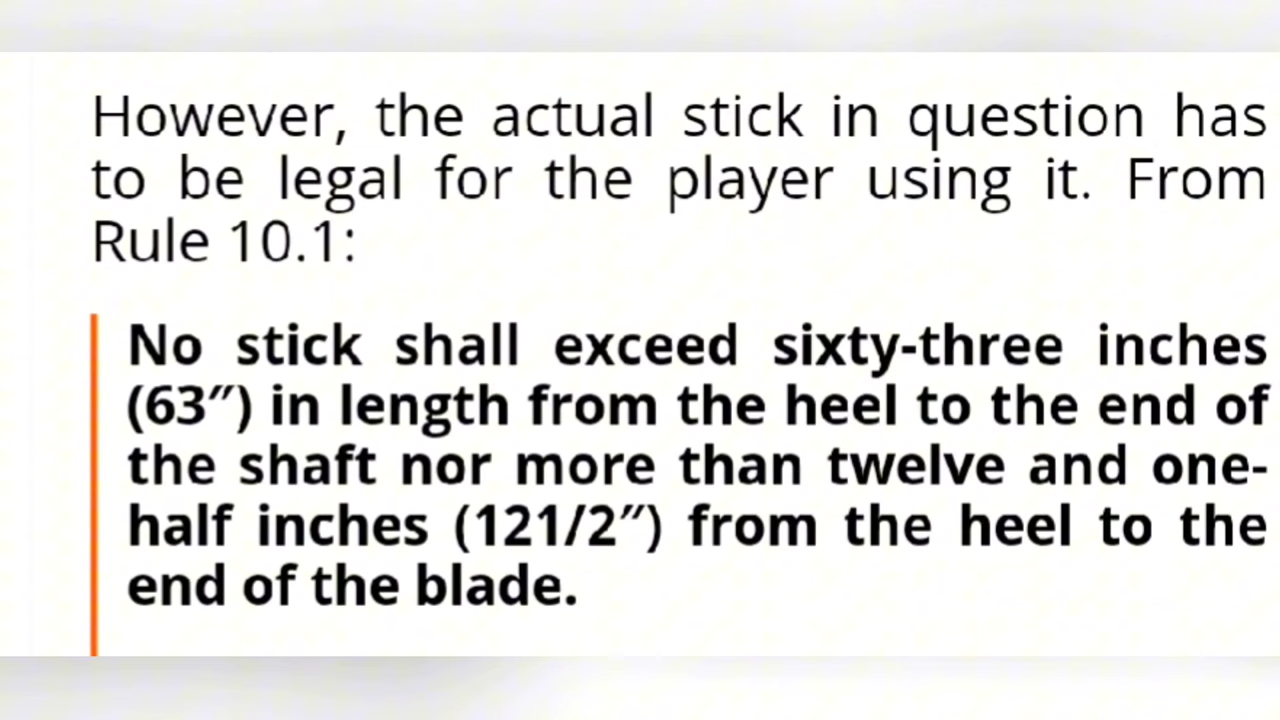 However, the actual stick in question has
to be legal for the player using it. From
Rule 10.1:
No stick shall exceed sixty-three inches
(63″) in length from the heel to the end of
the shaft nor more than twelve and one-
half inches (121/2″) from the heel to the
end of the blade.